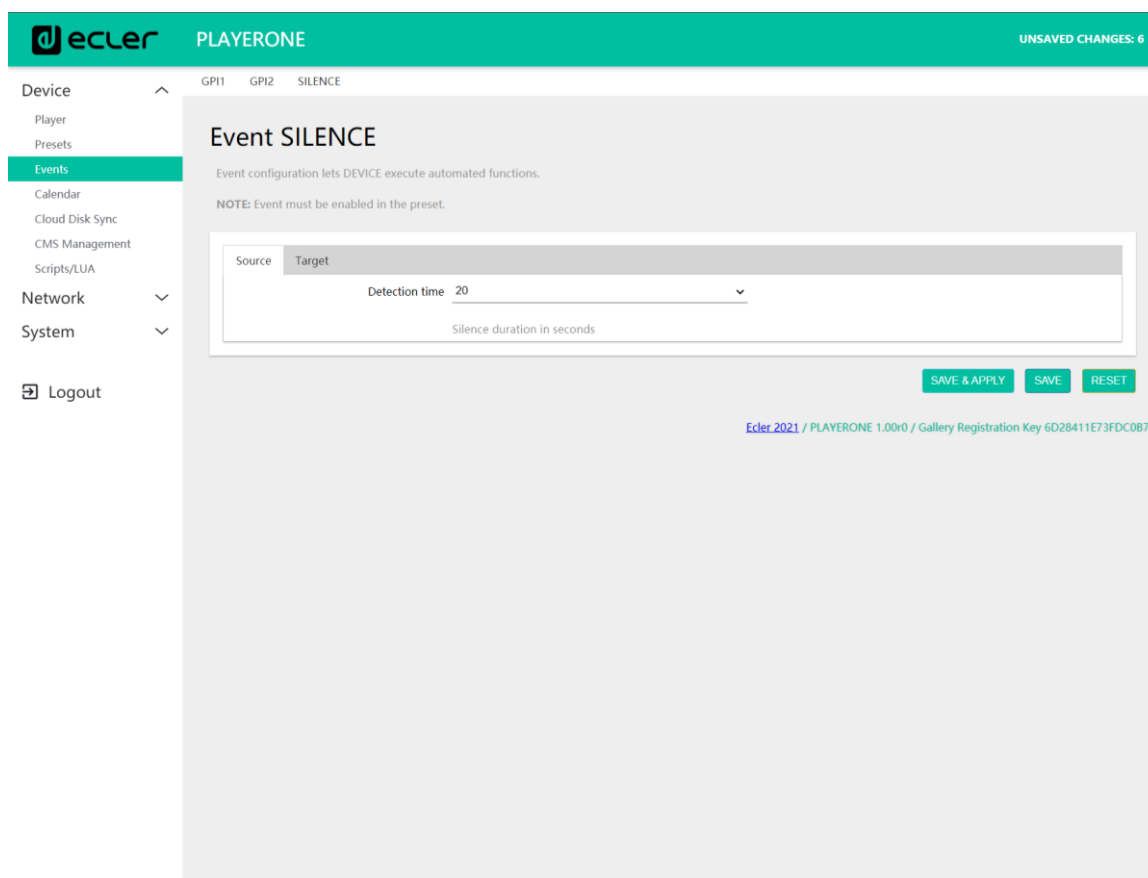 ecler PLAYERONE UNSAVED CHANGES: 6
GPI1 GPI2 SILENCE
Device
Player
Presets
Events
Calendar
Cloud Disk Sync
CMS Management
Scripts/LUA
Network
System
Logout
Event SILENCE
Event configuration lets DEVICE execute automated functions.
NOTE: Event must be enabled in the preset.
Source Target
Detection time 20
Silence duration in seconds
SAVE & APPLY SAVE RESET
Ecler 2021 / PLAYERONE 1.00r0 / Gallery Registration Key 6D28411E73FDC0B7